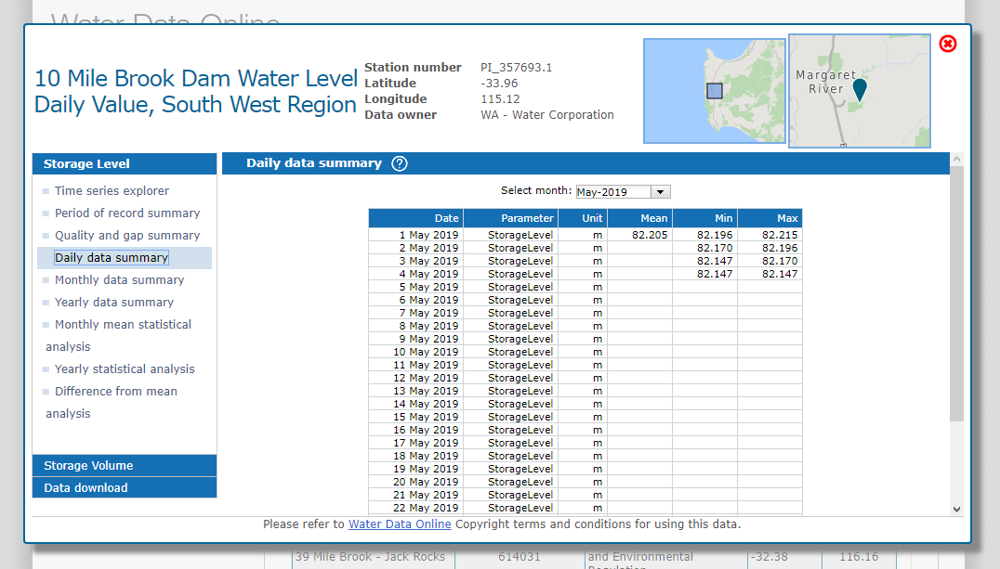 Water Data Online
10 Mile Brook Dam Water Level
Daily Value, South West Region
Station number PI_357693.1
Latitude -33.96
Longitude 115.12
Data owner WA - Water Corporation
Margaret
River
Storage Level
Time series explorer
Period of record summary
Quality and gap summary
Daily data summary
Monthly data summary
Yearly data summary
Monthly mean statistical
analysis
Yearly statistical analysis
Difference from mean
analysis
Storage Volume
Data download
Daily data summary ?
Select month: May-2019
Date Parameter Unit Mean Min Max
1 May 2019 StorageLevel m 82.205 82.196 82.215
2 May 2019 StorageLevel m 82.170 82.196
3 May 2019 StorageLevel m 82.147 82.170
4 May 2019 StorageLevel m 82.147 82.147
5 May 2019 StorageLevel m
6 May 2019 StorageLevel m
7 May 2019 StorageLevel m
8 May 2019 StorageLevel m
9 May 2019 StorageLevel m
10 May 2019 StorageLevel m
11 May 2019 StorageLevel m
12 May 2019 StorageLevel m
13 May 2019 StorageLevel m
14 May 2019 StorageLevel m
15 May 2019 StorageLevel m
16 May 2019 StorageLevel m
17 May 2019 StorageLevel m
18 May 2019 StorageLevel m
19 May 2019 StorageLevel m
20 May 2019 StorageLevel m
21 May 2019 StorageLevel m
22 May 2019 StorageLevel m
Please refer to Water Data Online Copyright terms and conditions for using this data.
39 Mile Brook - Jack Rocks 614031 and Environmental -32.38 116.16
Regulation